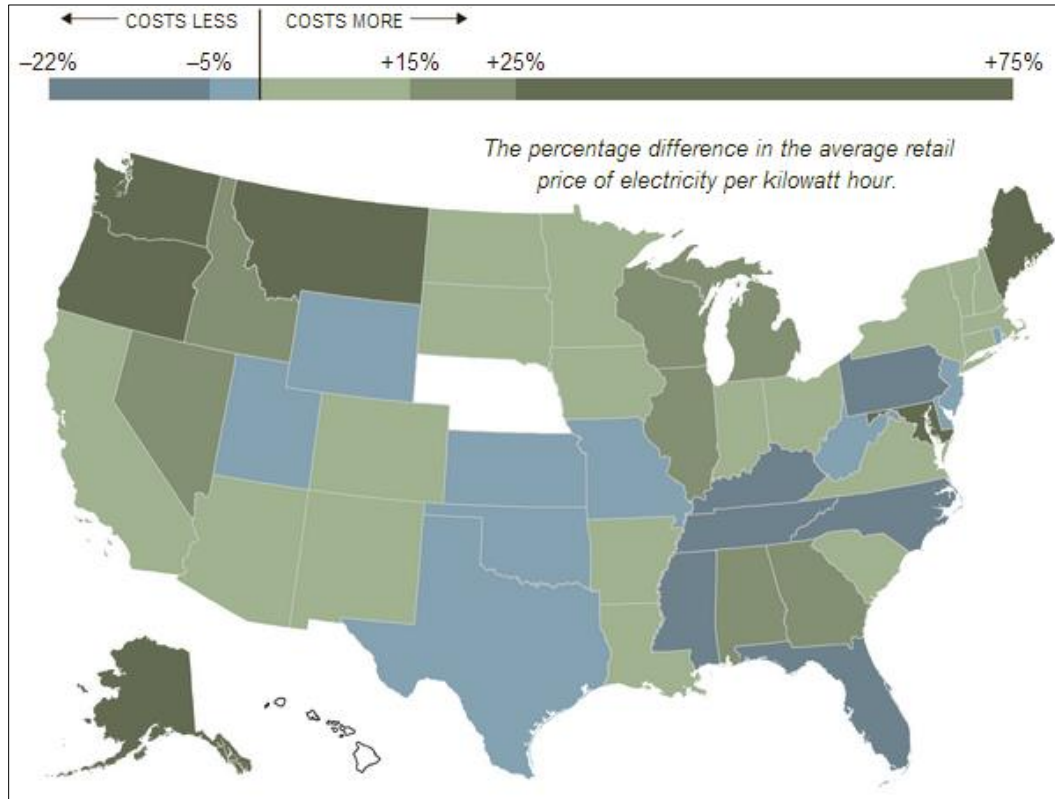 COSTS LESS COSTS MORE
–22% –5% +15% +25% +75%
The percentage difference in the average retail
price of electricity per kilowatt hour.